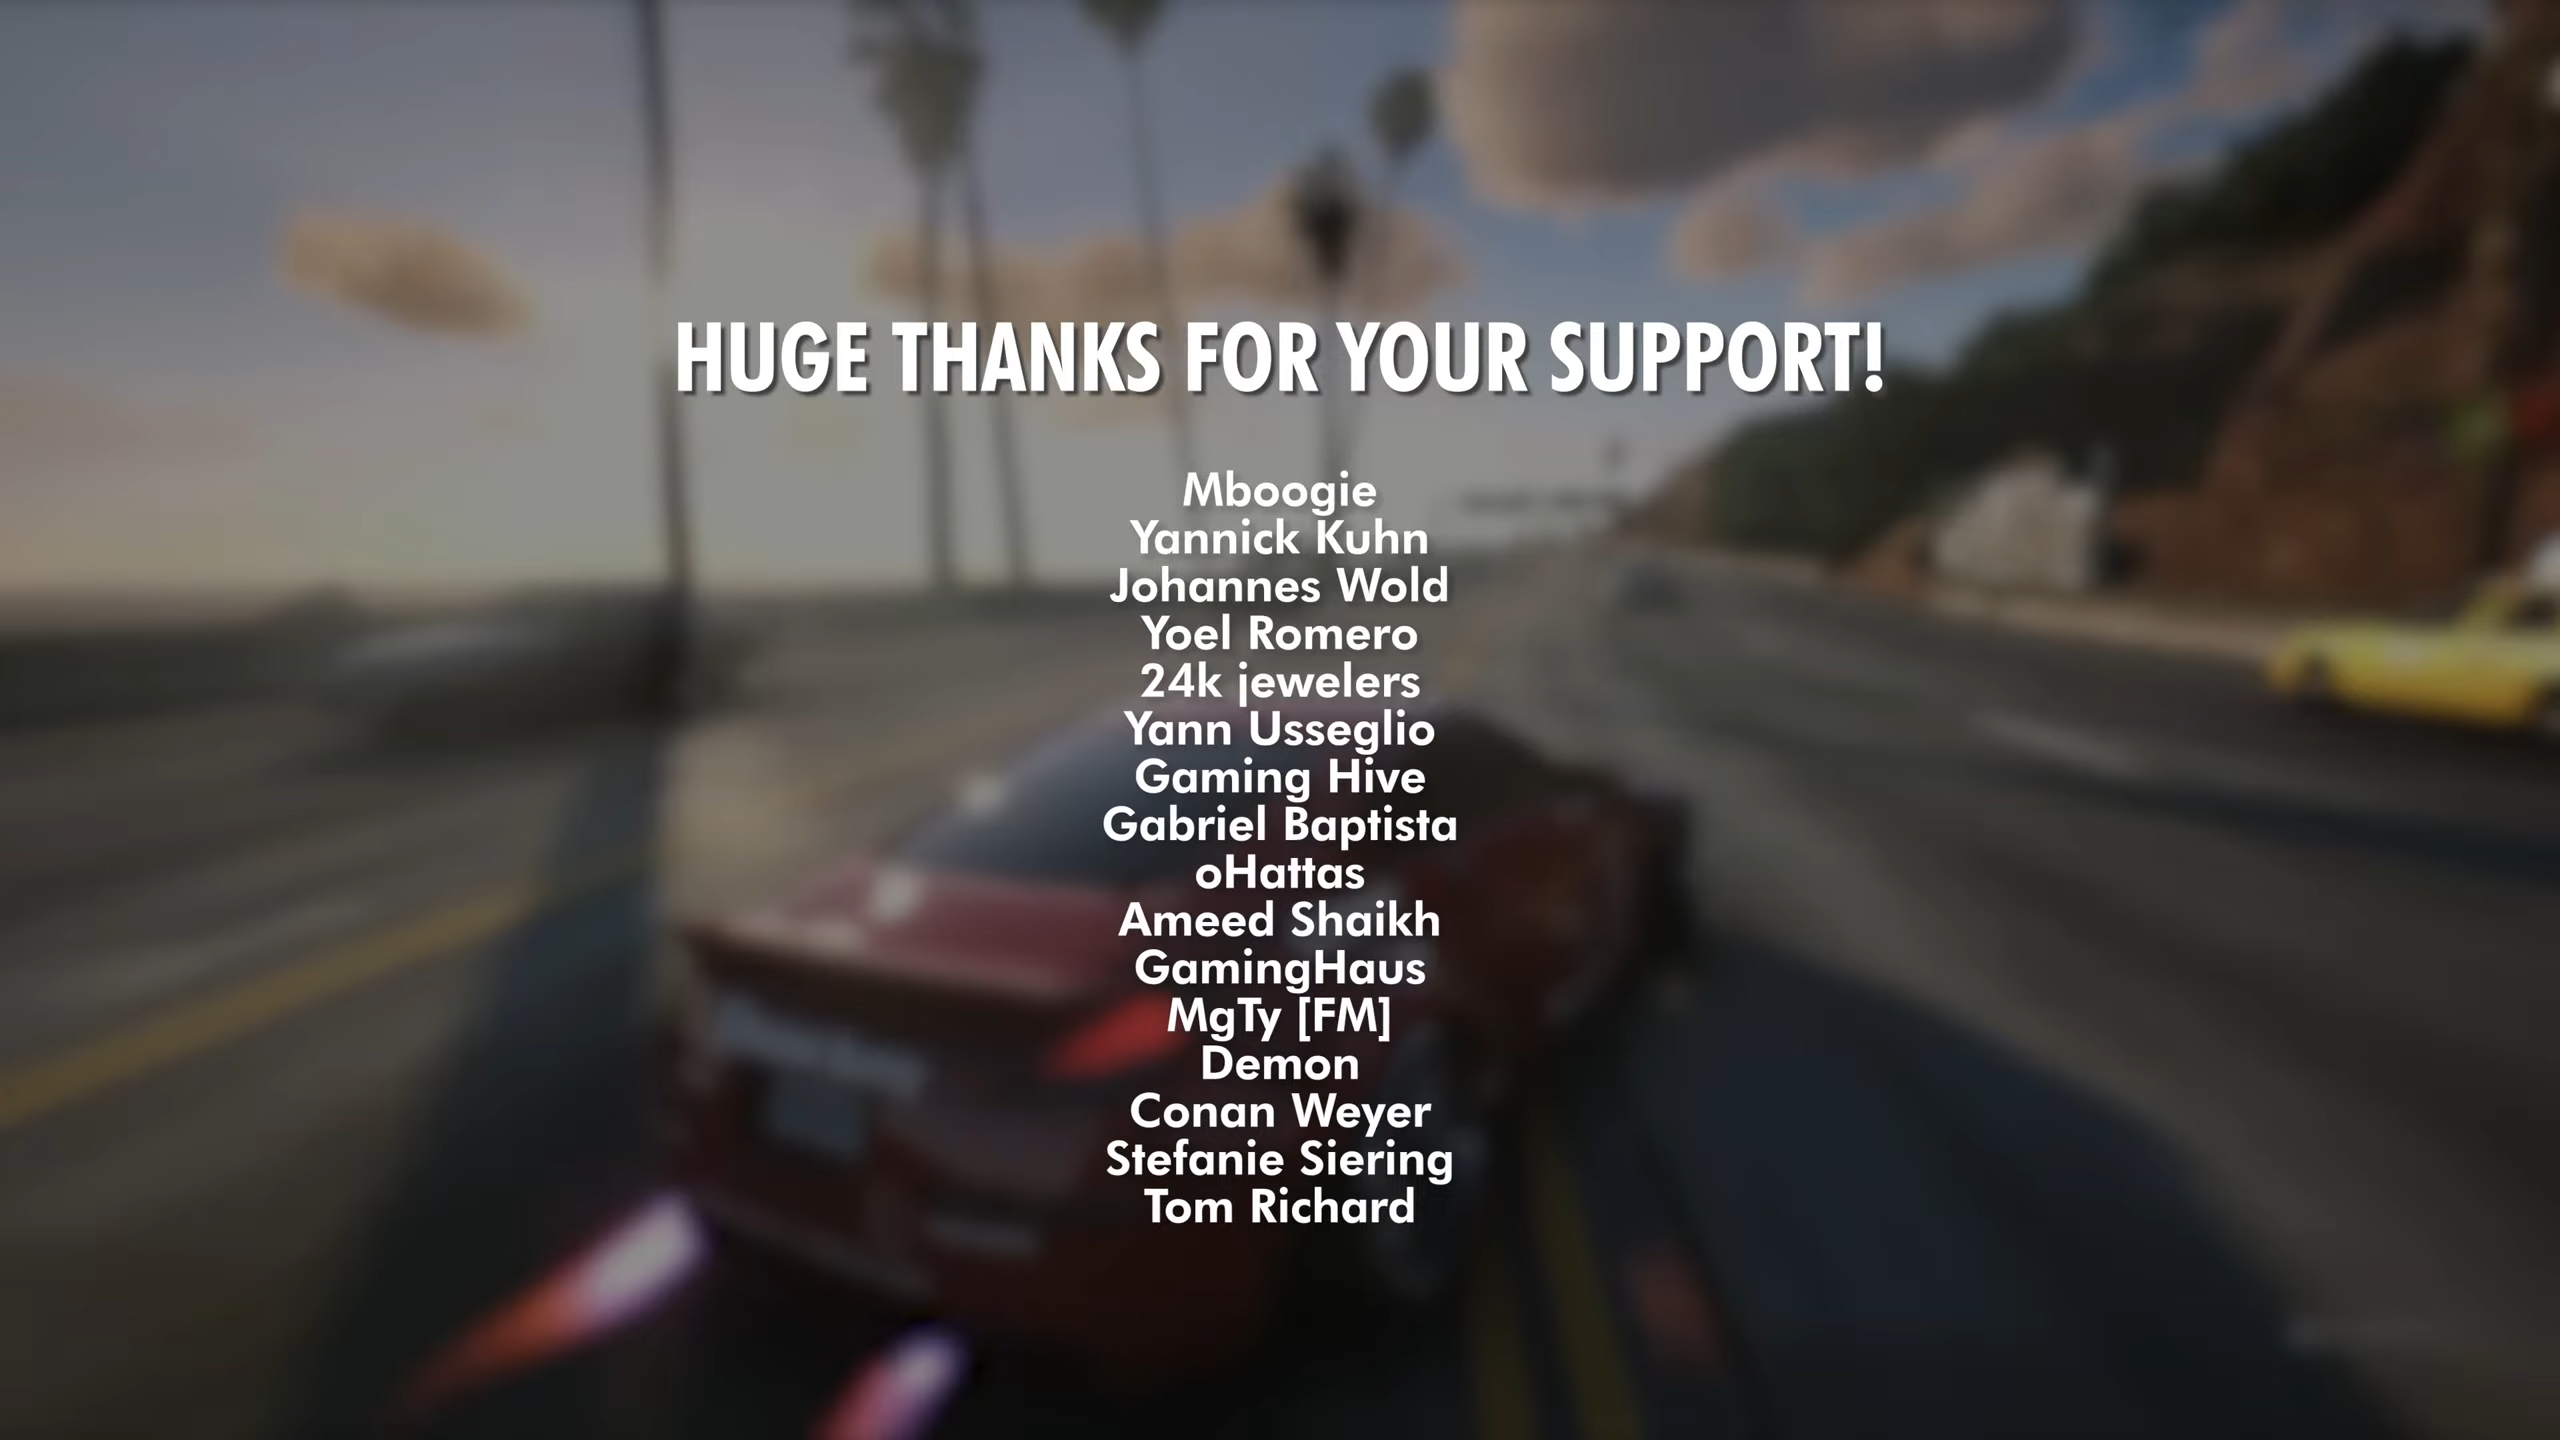 HUGE THANKS FOR YOUR SUPPORT!
Mboogie
Yannick Kuhn
Johannes Wold
Yoel Romero
24k jewelers
Yann Usseglio
Gaming Hive
Gabriel Baptista
oHattas
Ameed Shaikh
GamingHaus
MgTy [FM]
Demon
Conan Weyer
Stefanie Siering
Tom Richard